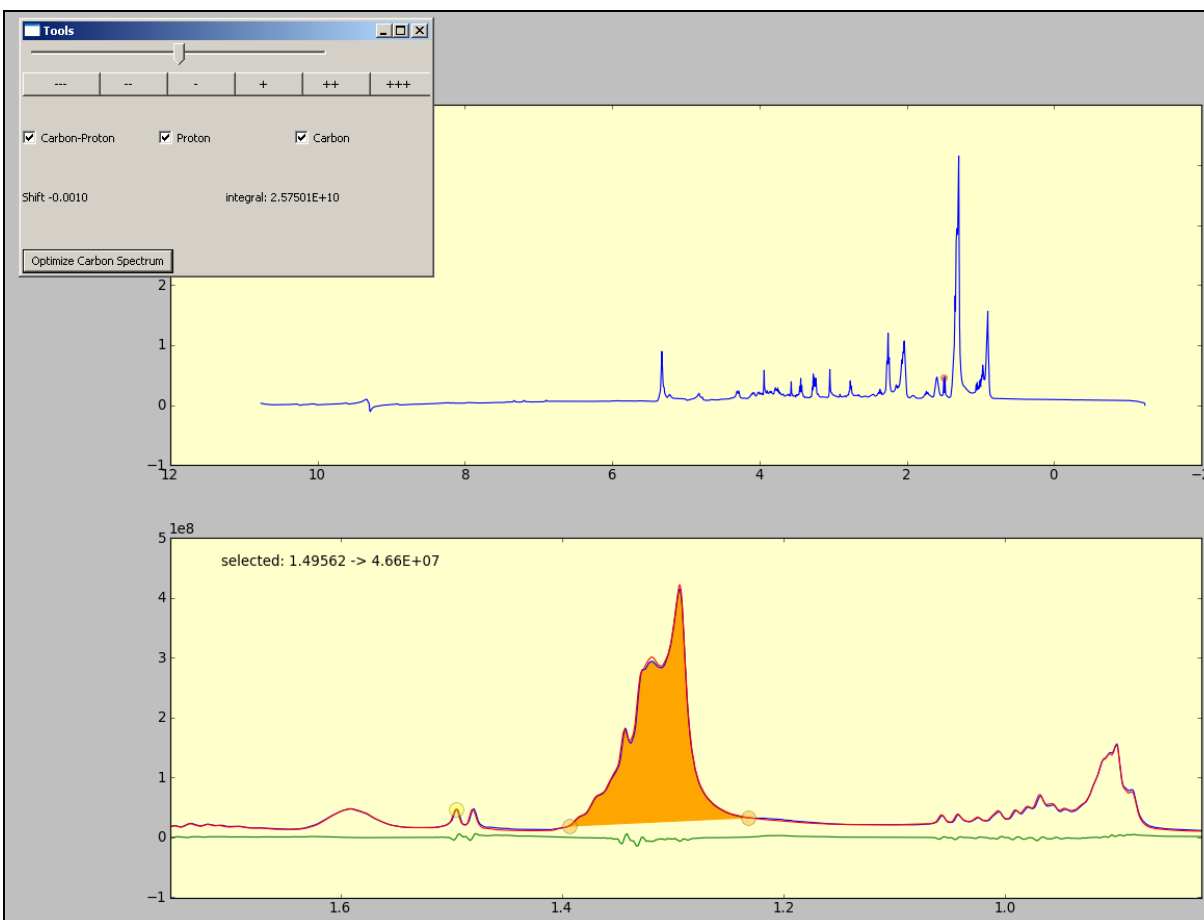 Tools
--- -- - + ++ +++
Carbon-Proton Proton Carbon
Shift -0.0010 integral: 2.57501E+10
Optimize Carbon Spectrum
2
1
0
−1
12 10 8 6 4 2 0 −2
1e8
5
selected: 1.49562 -> 4.66E+07
4
3
2
1
0
−1
1.6 1.4 1.2 1.0